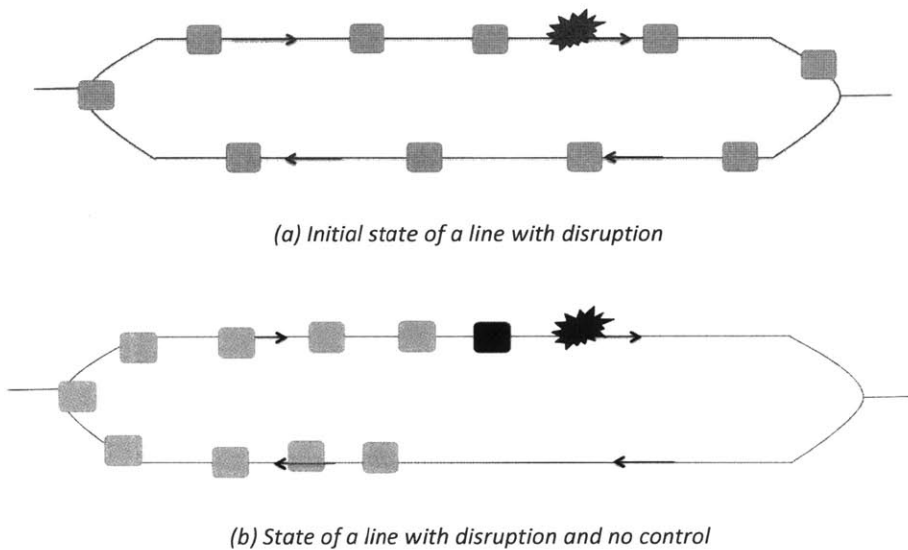 (a) Initial state of a line with disruption
(b) State of a line with disruption and no control